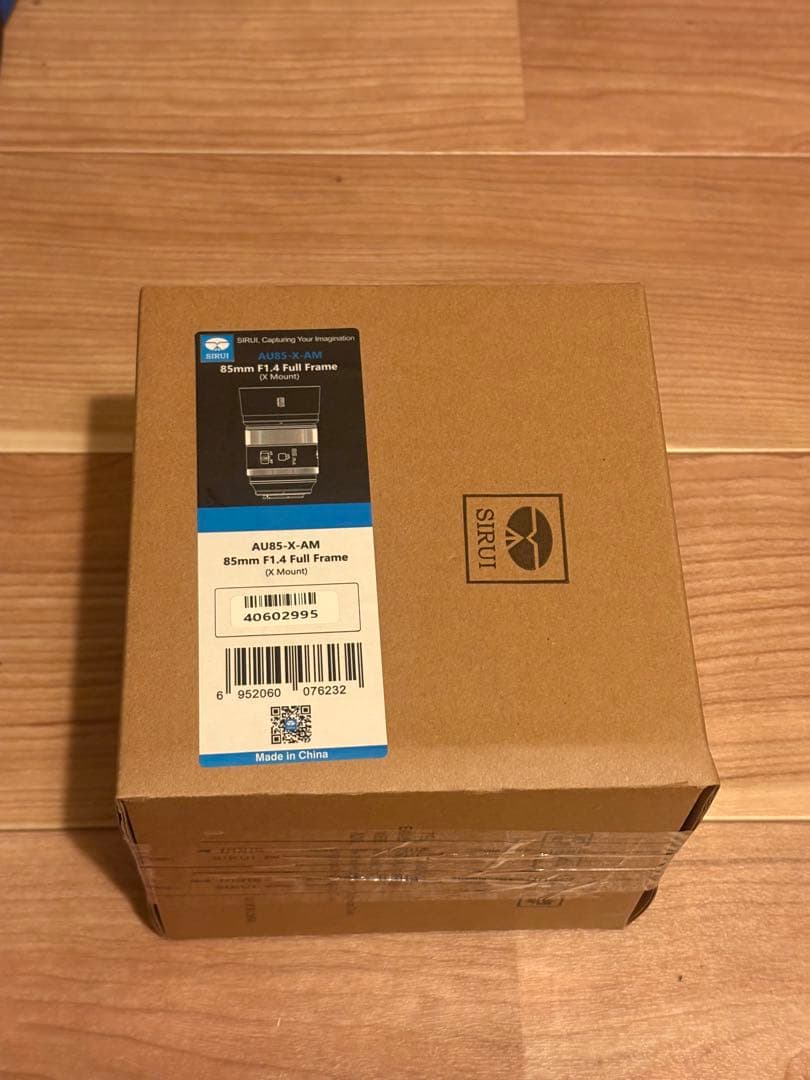 SIRUI
SIRUI, Capturing Your Imagination
AU85-X-AM
85mm F1.4 Full Frame
(X Mount)
AU85-X-AM
85mm F1.4 Full Frame
(X Mount)
40602995
6 952060 076232
Made in China
SIRUI